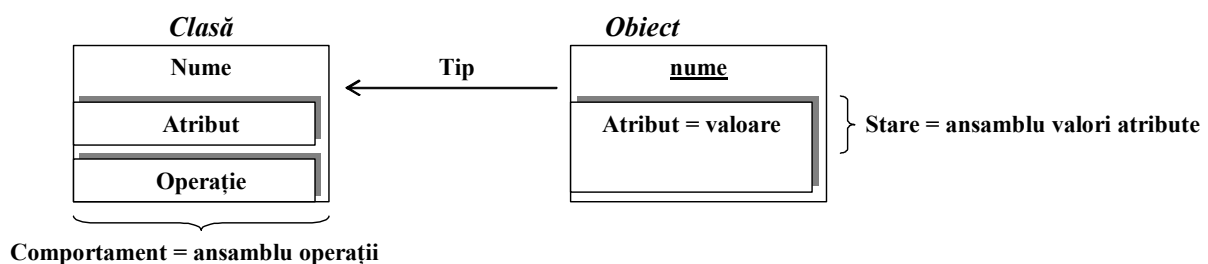 Clasă
Obiect
Nume
Tip
nume
Atribut
Atribut = valoare
Stare = ansamblu valori atribute
Operație
Comportament = ansamblu operații